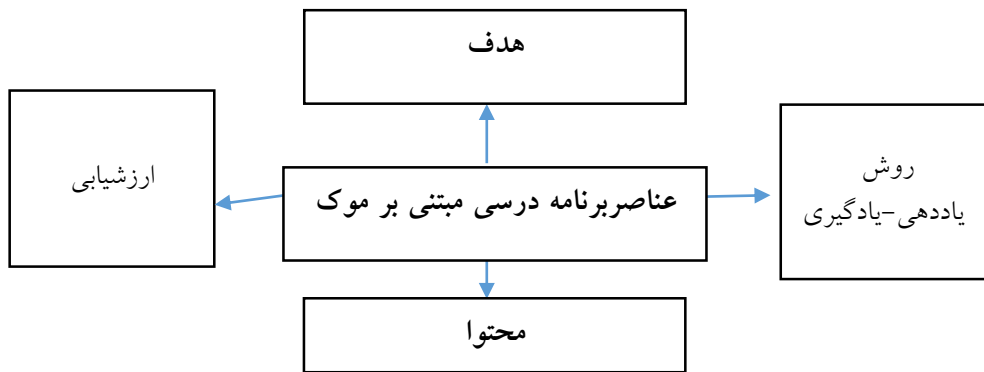 هدف
روش
یاددهی-یادگیری
عناصربرنامه درسی مبتنی بر موک
ارزشیابی
محتوا